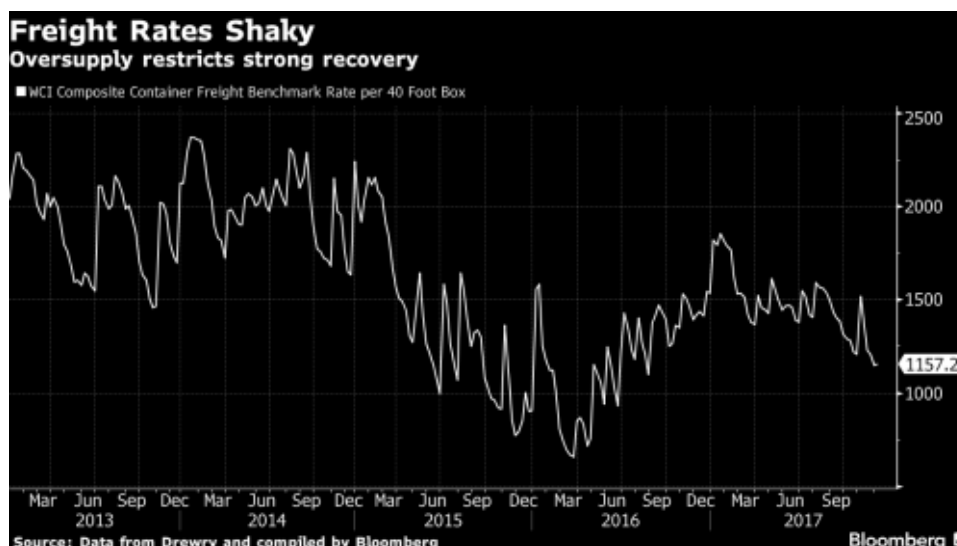 Freight Rates Shaky
Oversupply restricts strong recovery
WCI Composite Container Freight Benchmark Rate per 40 Foot Box
2500
2000
1500
1157.2
1000
Mar Jun Sep Dec Mar Jun Sep Dec Mar Jun Sep Dec Mar Jun Sep Dec Mar Jun Sep
2013 2014 2015 2016 2017
Source: Data from Drewry and compiled by Bloomberg
Bloomberg